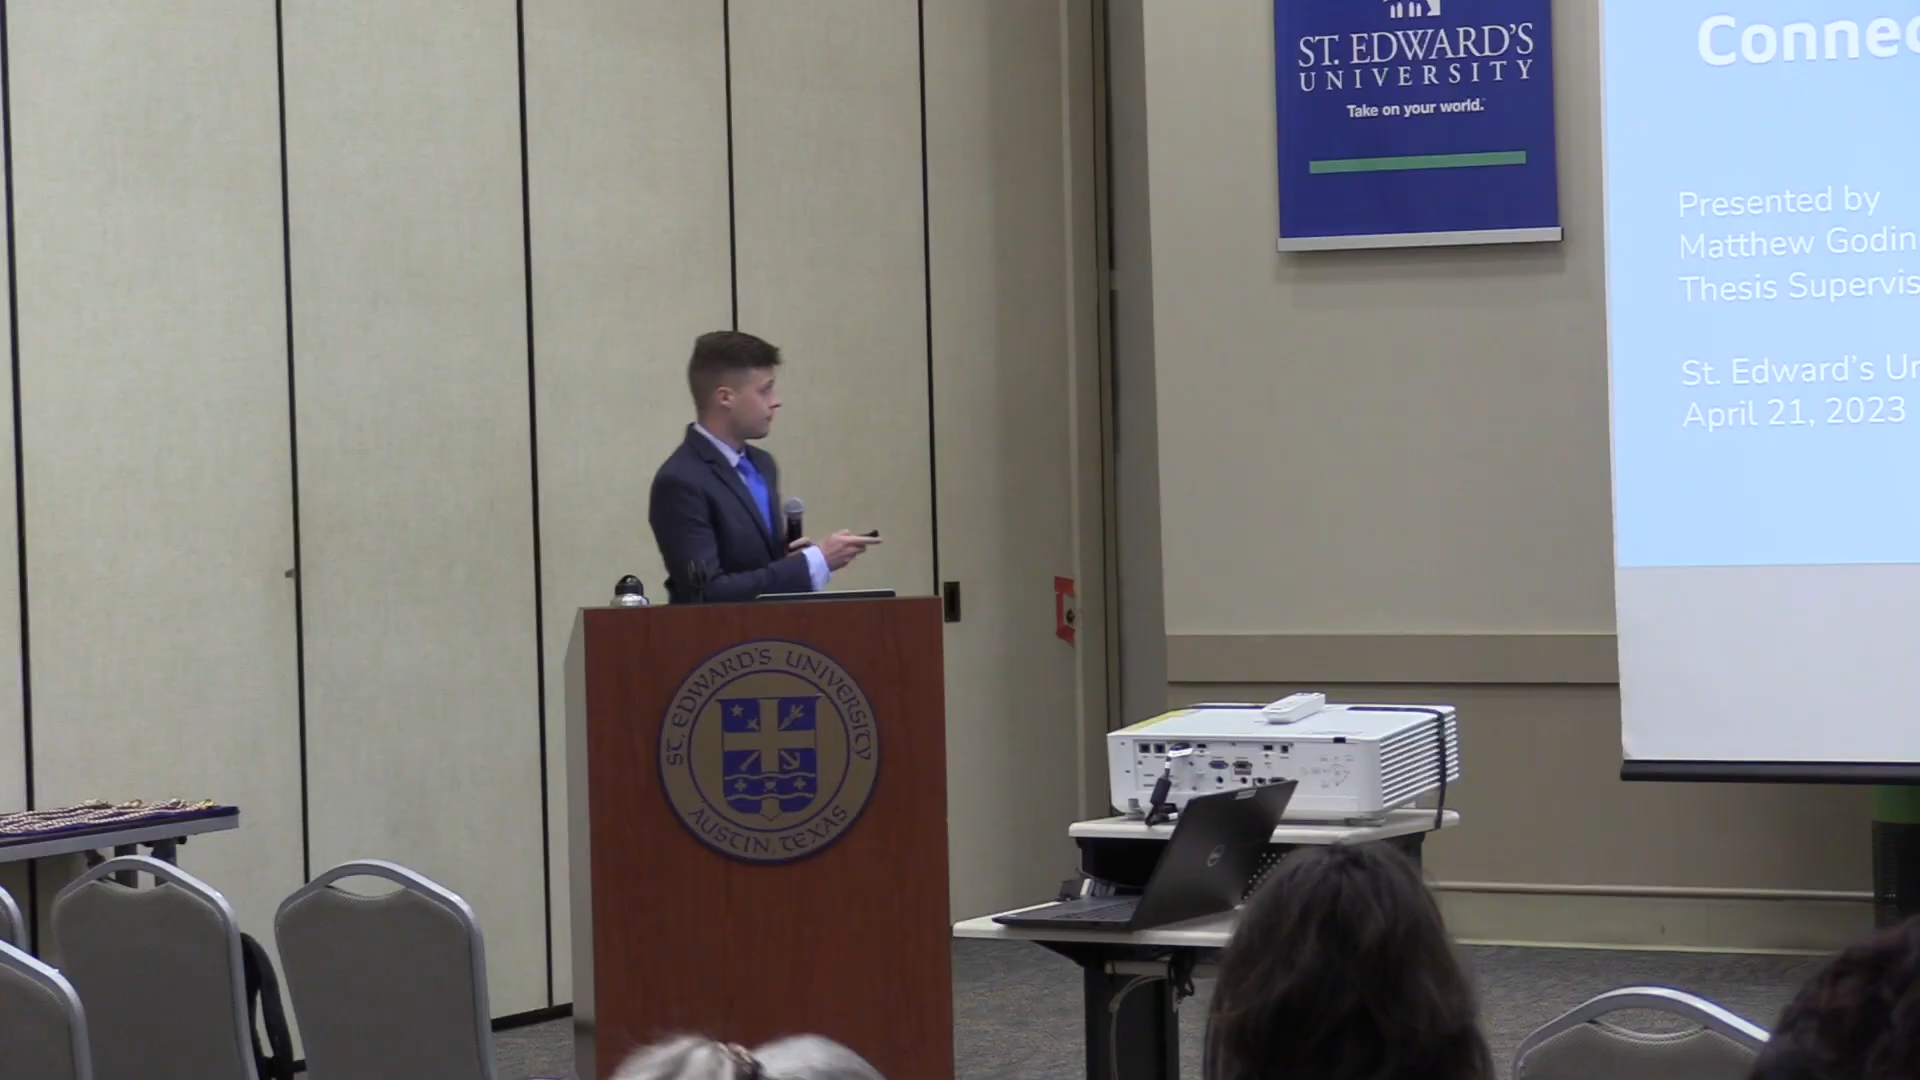 ST. EDWARD'S
UNIVERSITY
Take on your world.
Connec
Presented by
Matthew Godin
Thesis Supervis
St. Edward's Un
April 21, 2023
ST. EDWARD'S UNIVERSITY
AUSTIN, TEXAS